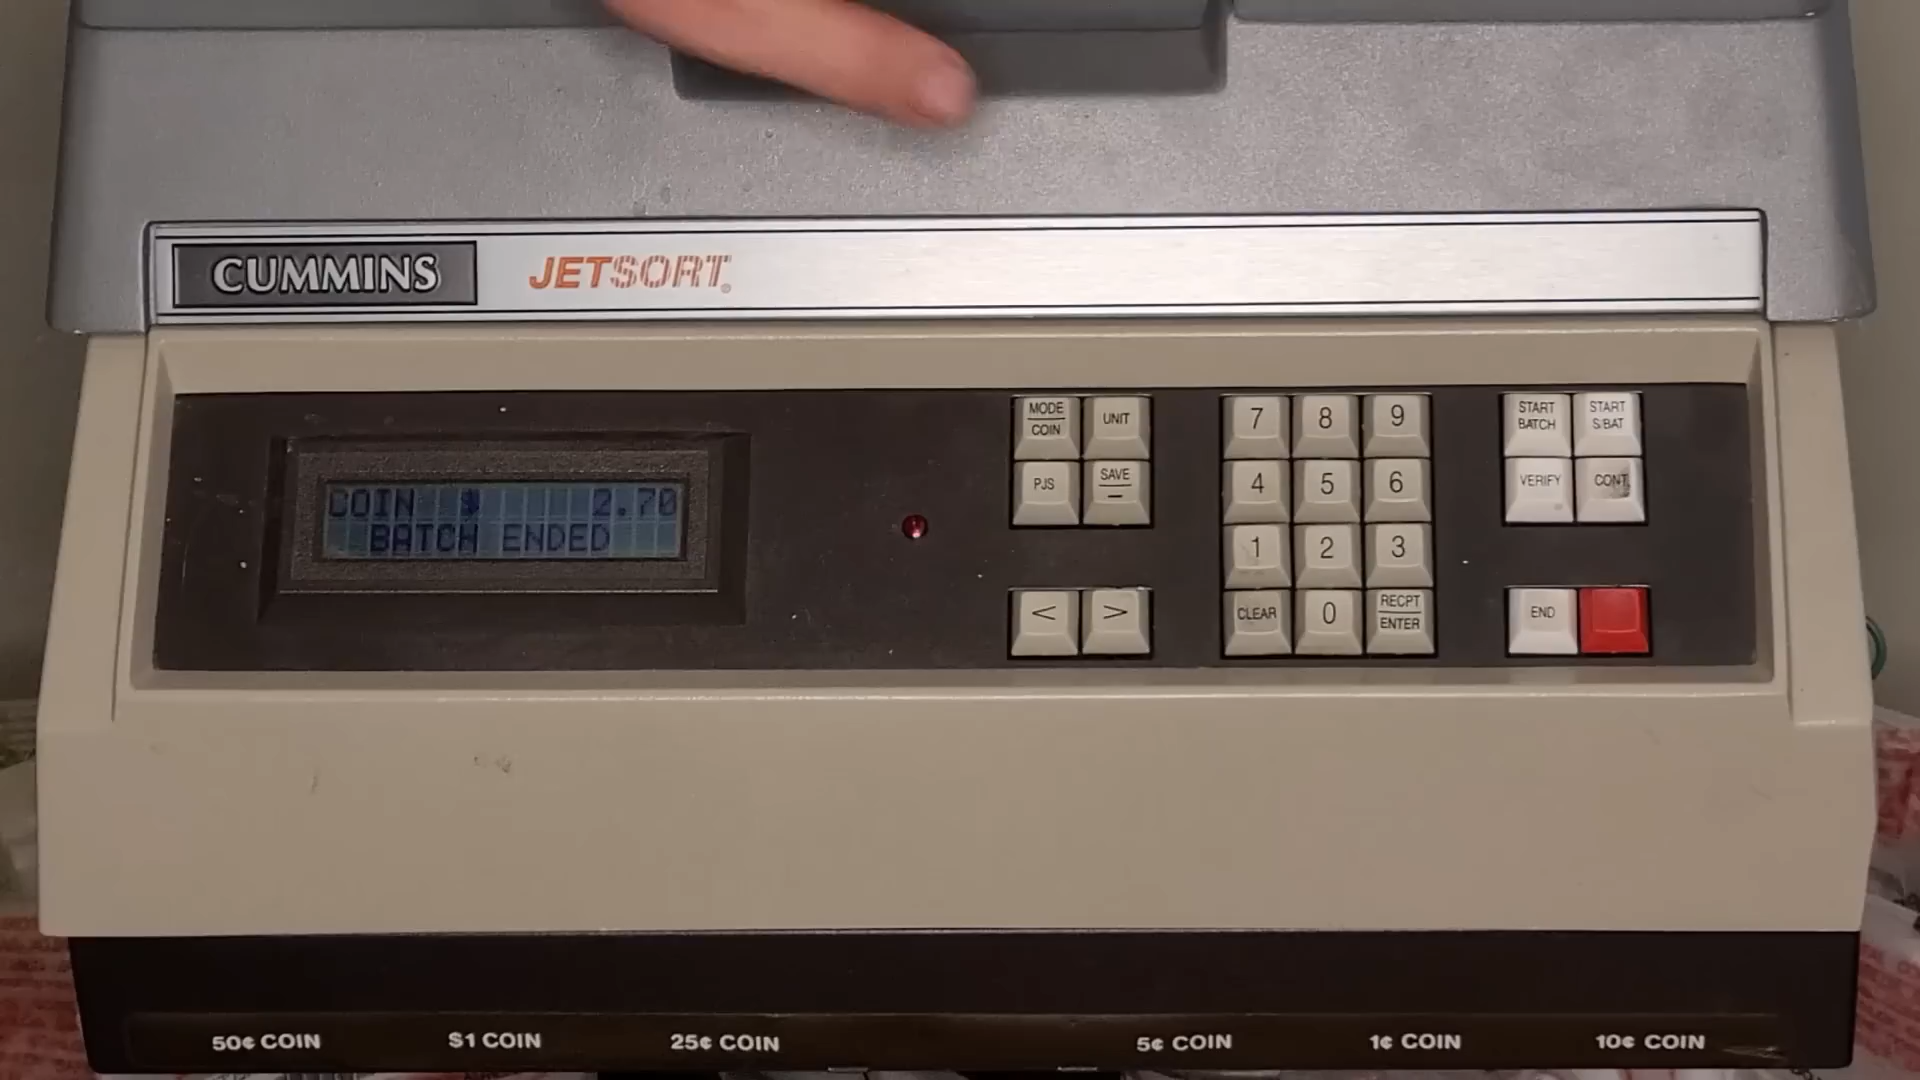 CUMMINS
JETSORT®
COIN $ 2.70
BATCH ENDED
MODE
COIN
UNIT
PJS
SAVE
—
< >
7 8 9
4 5 6
1 2 3
CLEAR 0 RECPT
ENTER
START
BATCH
START
S/BAT
VERIFY
CONT
END
50¢ COIN $1 COIN 25¢ COIN 5¢ COIN 1¢ COIN 10¢ COIN